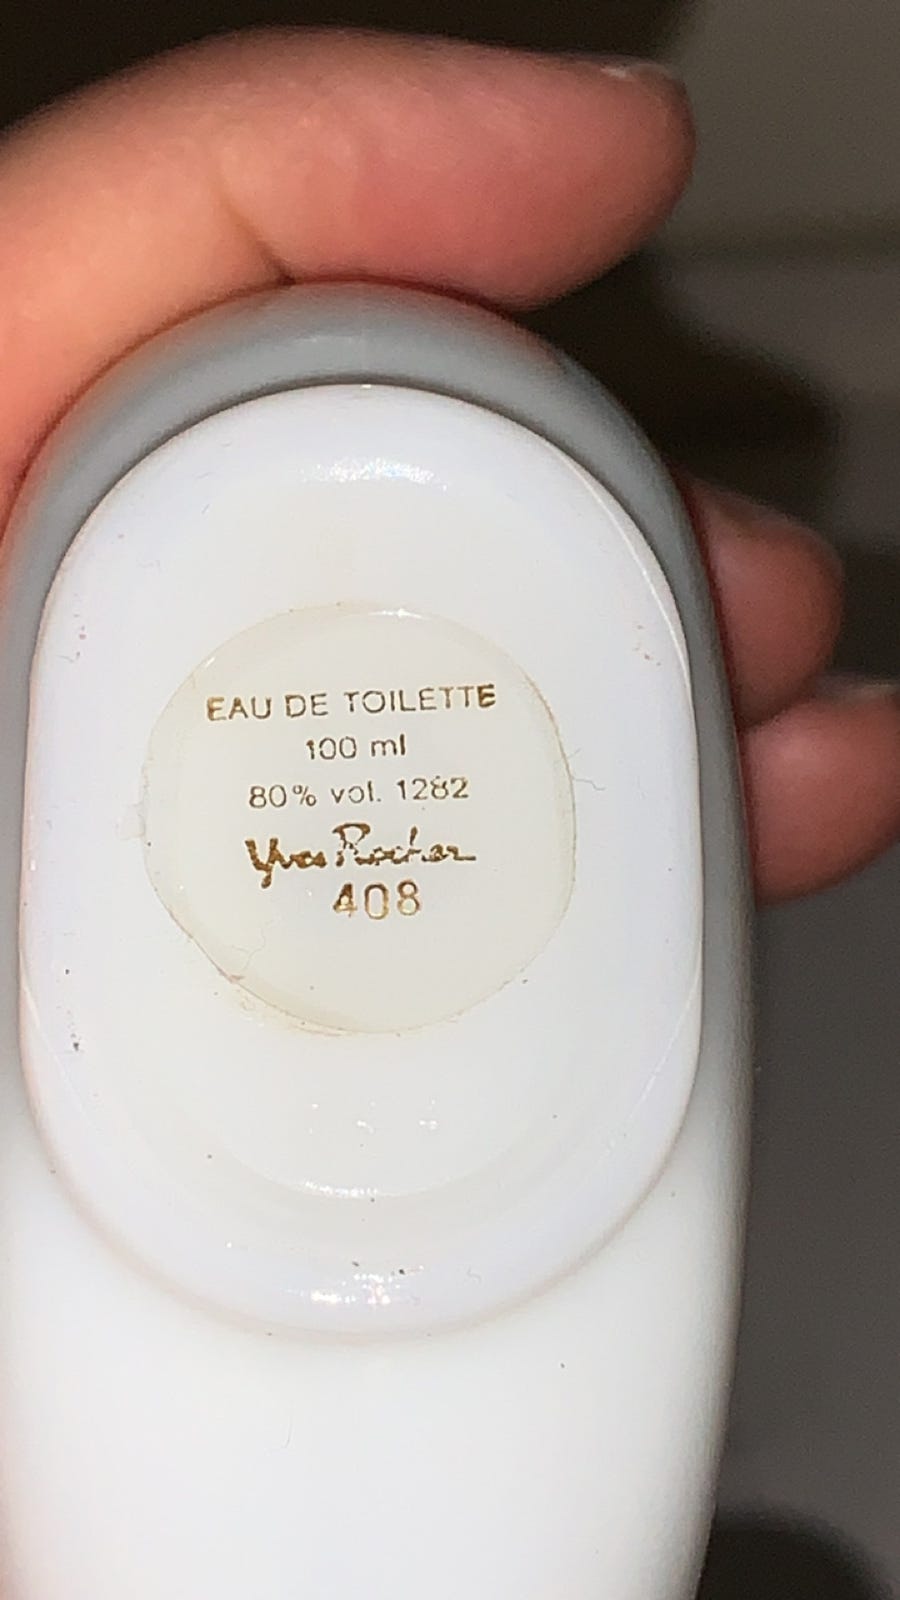 EAU DE TOILETTE
100 ml
80% vol. 1282
Yves Rocher
408